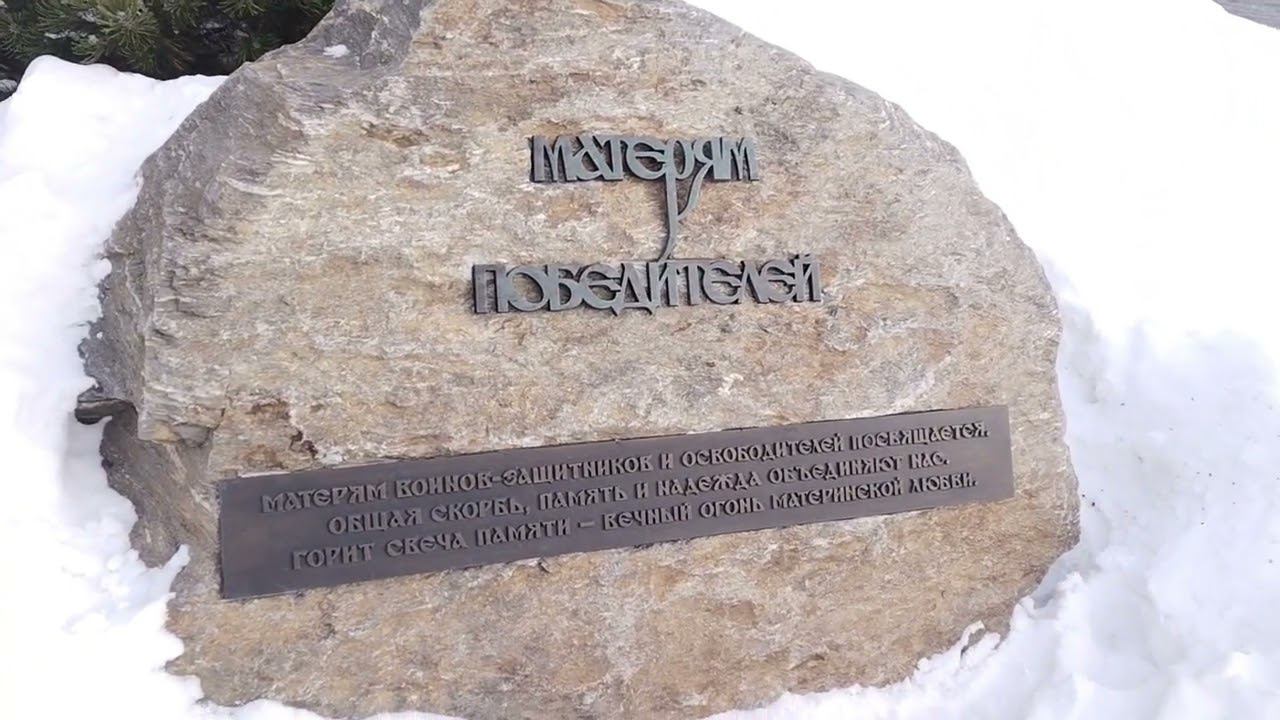 МАТЕРЯМ
ПОБЕДИТЕЛЕЙ
МАТЕРЯМ ВОИНОВ-ЗАЩИТНИКОВ И ОСВОБОДИТЕЛЕЙ ПОСВЯЩАЕТСЯ.
ОБЩАЯ СКОРБЬ, ПАМЯТЬ И НАДЕЖДА ОБЪЕДИНЯЮТ НАС.
ГОРИТ СВЕЧА ПАМЯТИ – ВЕЧНЫЙ ОГОНЬ МАТЕРИНСКОЙ ЛЮБВИ.